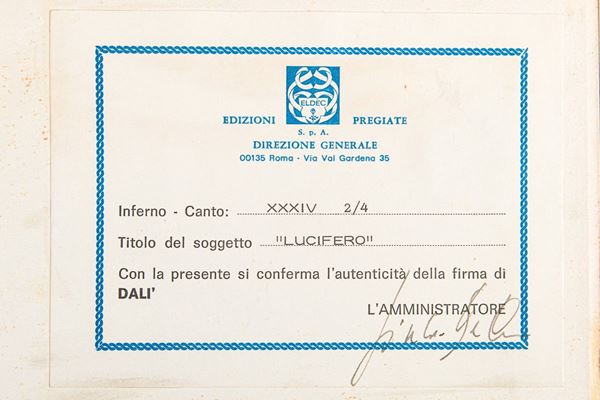 ELDEC
EDIZIONI PREGIATE
S. p. A.
DIREZIONE GENERALE
00135 Roma - Via Val Gardena 35
Inferno - Canto: XXXIV 2/4
Titolo del soggetto "LUCIFERO"
Con la presente si conferma l'autenticità della firma di
DALI'
L'AMMINISTRATORE